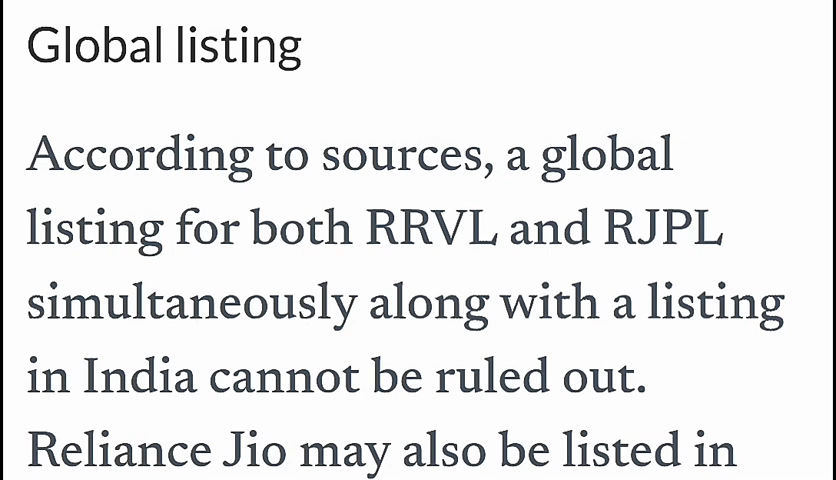 Global listing
According to sources, a global
listing for both RRVL and RJPL
simultaneously along with a listing
in India cannot be ruled out.
Reliance Jio may also be listed in